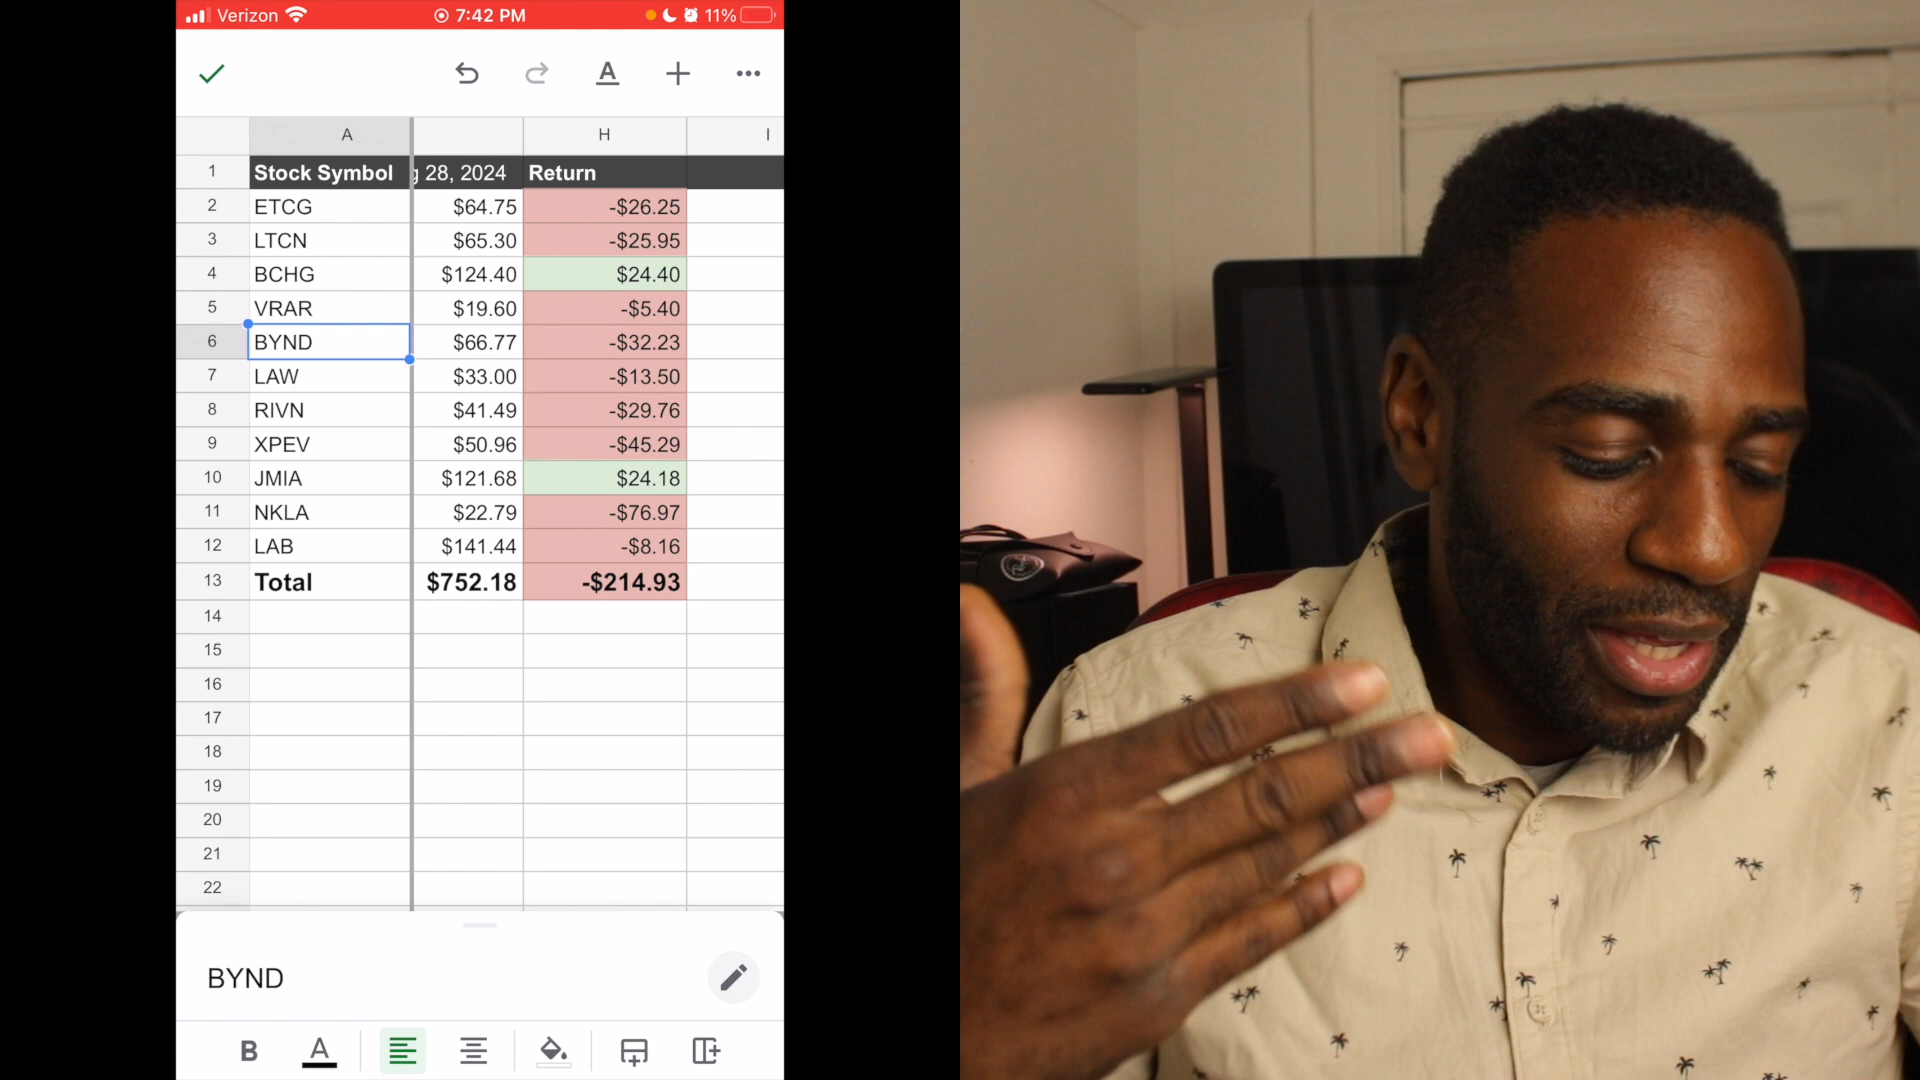 Verizon 7:42 PM 11%
A
A H I
1 Stock Symbol 28, 2024 Return
2 ETCG $64.75 -$26.25
3 LTCN $65.30 -$25.95
4 BCHG $124.40 $24.40
5 VRAR $19.60 -$5.40
6 BYND $66.77 -$32.23
7 LAW $33.00 -$13.50
8 RIVN $41.49 -$29.76
9 XPEV $50.96 -$45.29
10 JMIA $121.68 $24.18
11 NKLA $22.79 -$76.97
12 LAB $141.44 -$8.16
13 Total $752.18 -$214.93
14
15
16
17
18
19
20
21
22
BYND
B A